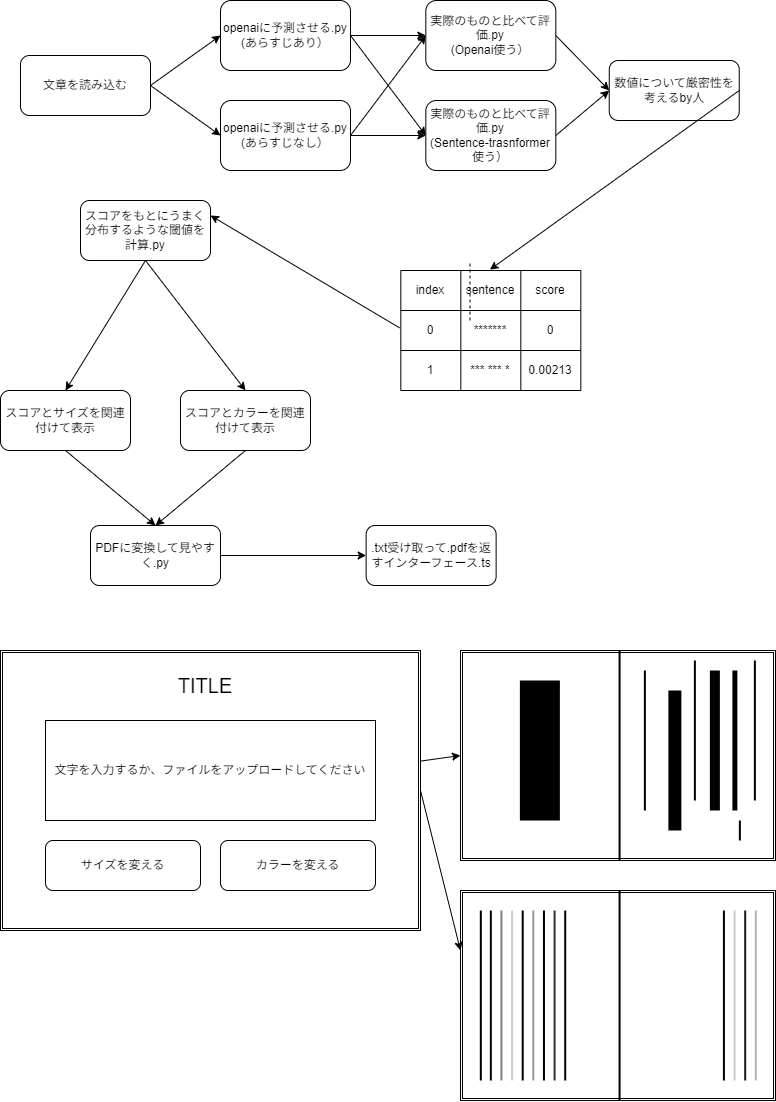 openaiに予測させる.py
(あらすじあり)
実際のものと比べて評
価.py
(Openai使う)
文章を読み込む
数値について厳密性を
考えるby人
openaiに予測させる.py
(あらすじなし)
実際のものと比べて評
価.py
(Sentence-trasnformer
使う)
スコアをもとにうまく
分布するような閾値を
計算.py
index sentence score
0 ******* 0
1 *** *** * 0.00213
スコアとサイズを関連
付けて表示
スコアとカラーを関連
付けて表示
PDFに変換して見やす
く.py
.txt受け取って.pdfを返
すインターフェース.ts
TITLE
文字を入力するか、ファイルをアップロードしてください
サイズを変える
カラーを変える